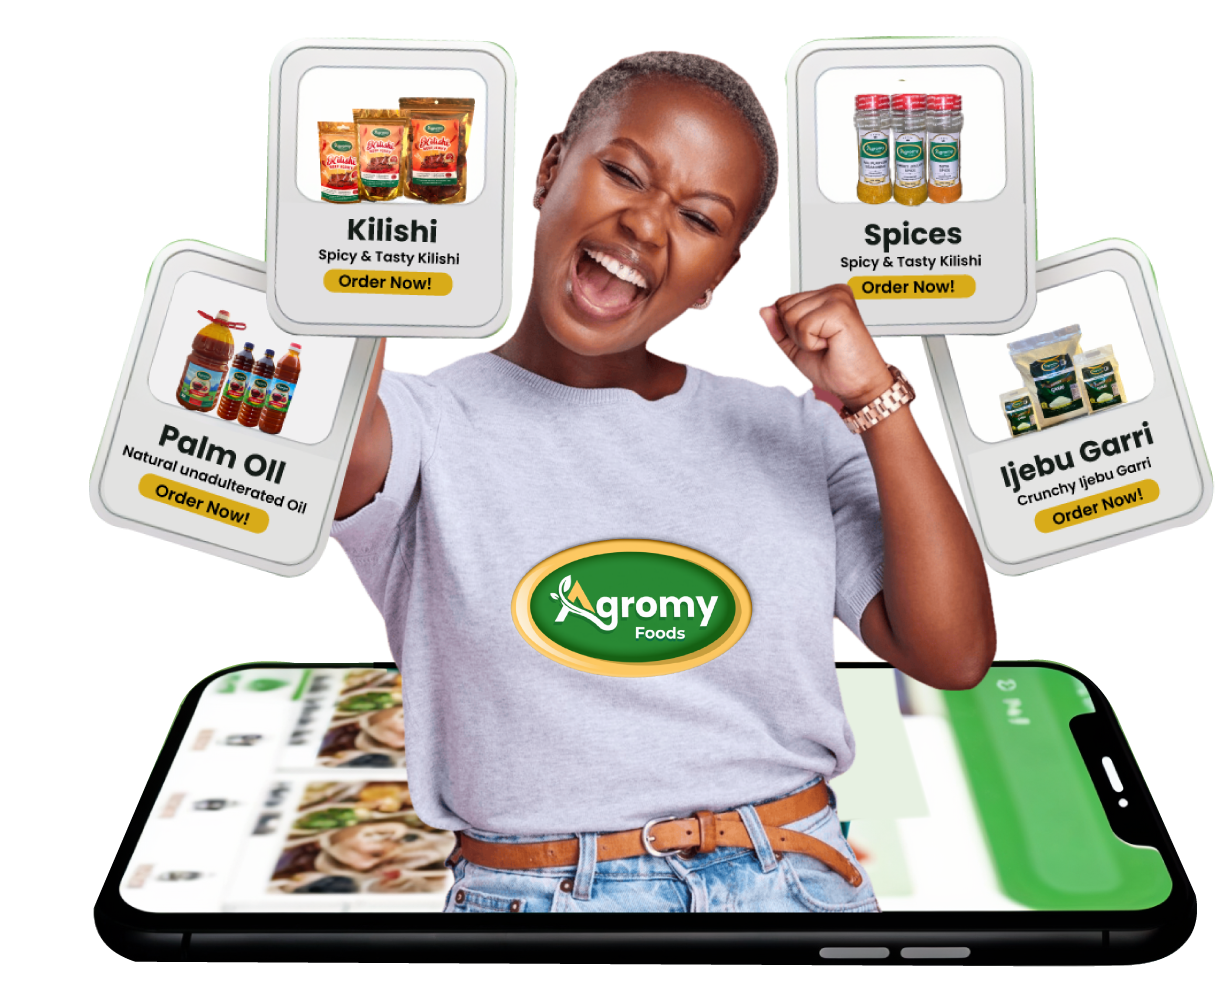 Kilishi
Spicy & Tasty Kilishi
Order Now!
Spices
Spicy & Tasty Kilishi
Order Now!
Palm OIl
Natural unadulterated Oil
Order Now!
Ijebu Garri
Crunchy Ijebu Garri
Order Now!
Agromy
Foods